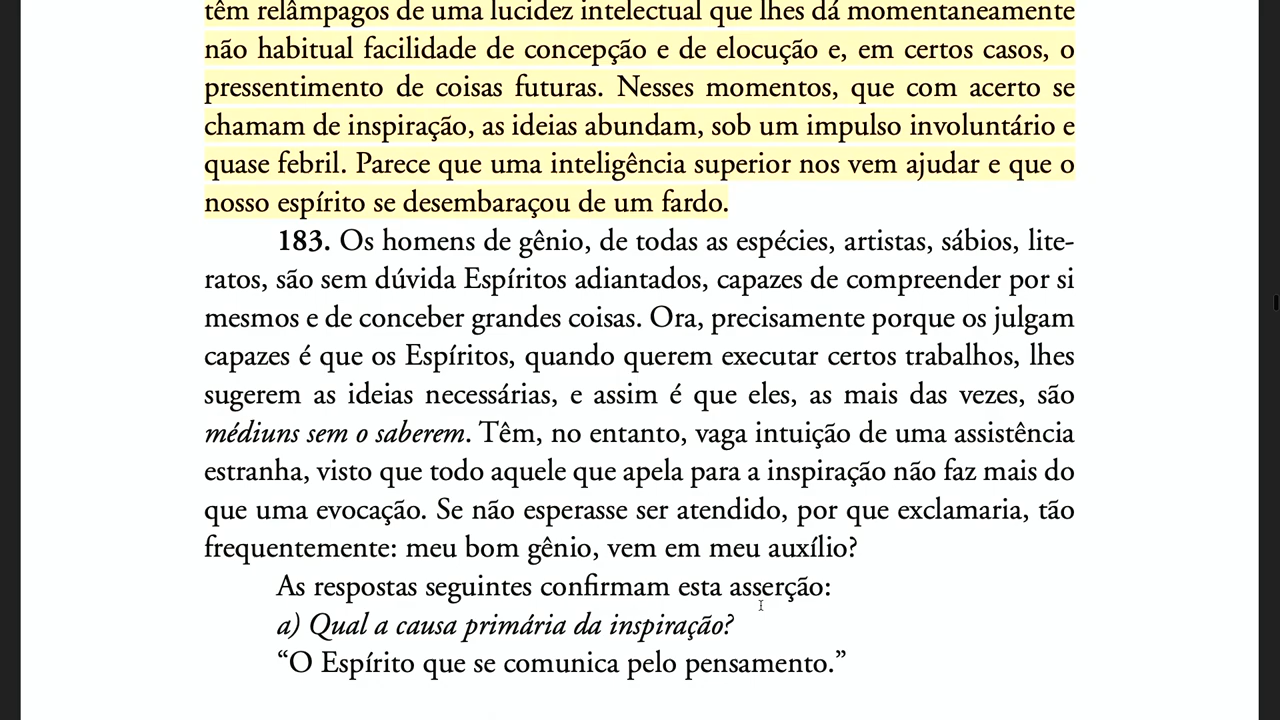 têm relâmpagos de uma lucidez intelectual que lhes dá momentaneamente
não habitual facilidade de concepção e de elocução e, em certos casos, o
pressentimento de coisas futuras. Nesses momentos, que com acerto se
chamam de inspiração, as ideias abundam, sob um impulso involuntário e
quase febril. Parece que uma inteligência superior nos vem ajudar e que o
nosso espírito se desembaraçou de um fardo.
183. Os homens de gênio, de todas as espécies, artistas, sábios, lite-
ratos, são sem dúvida Espíritos adiantados, capazes de compreender por si
mesmos e de conceber grandes coisas. Ora, precisamente porque os julgam
capazes é que os Espíritos, quando querem executar certos trabalhos, lhes
sugerem as ideias necessárias, e assim é que eles, as mais das vezes, são
médiuns sem o saberem. Têm, no entanto, vaga intuição de uma assistência
estranha, visto que todo aquele que apela para a inspiração não faz mais do
que uma evocação. Se não esperasse ser atendido, por que exclamaria, tão
frequentemente: meu bom gênio, vem em meu auxílio?
As respostas seguintes confirmam esta asserção:
a) Qual a causa primária da inspiração?
“O Espírito que se comunica pelo pensamento.”